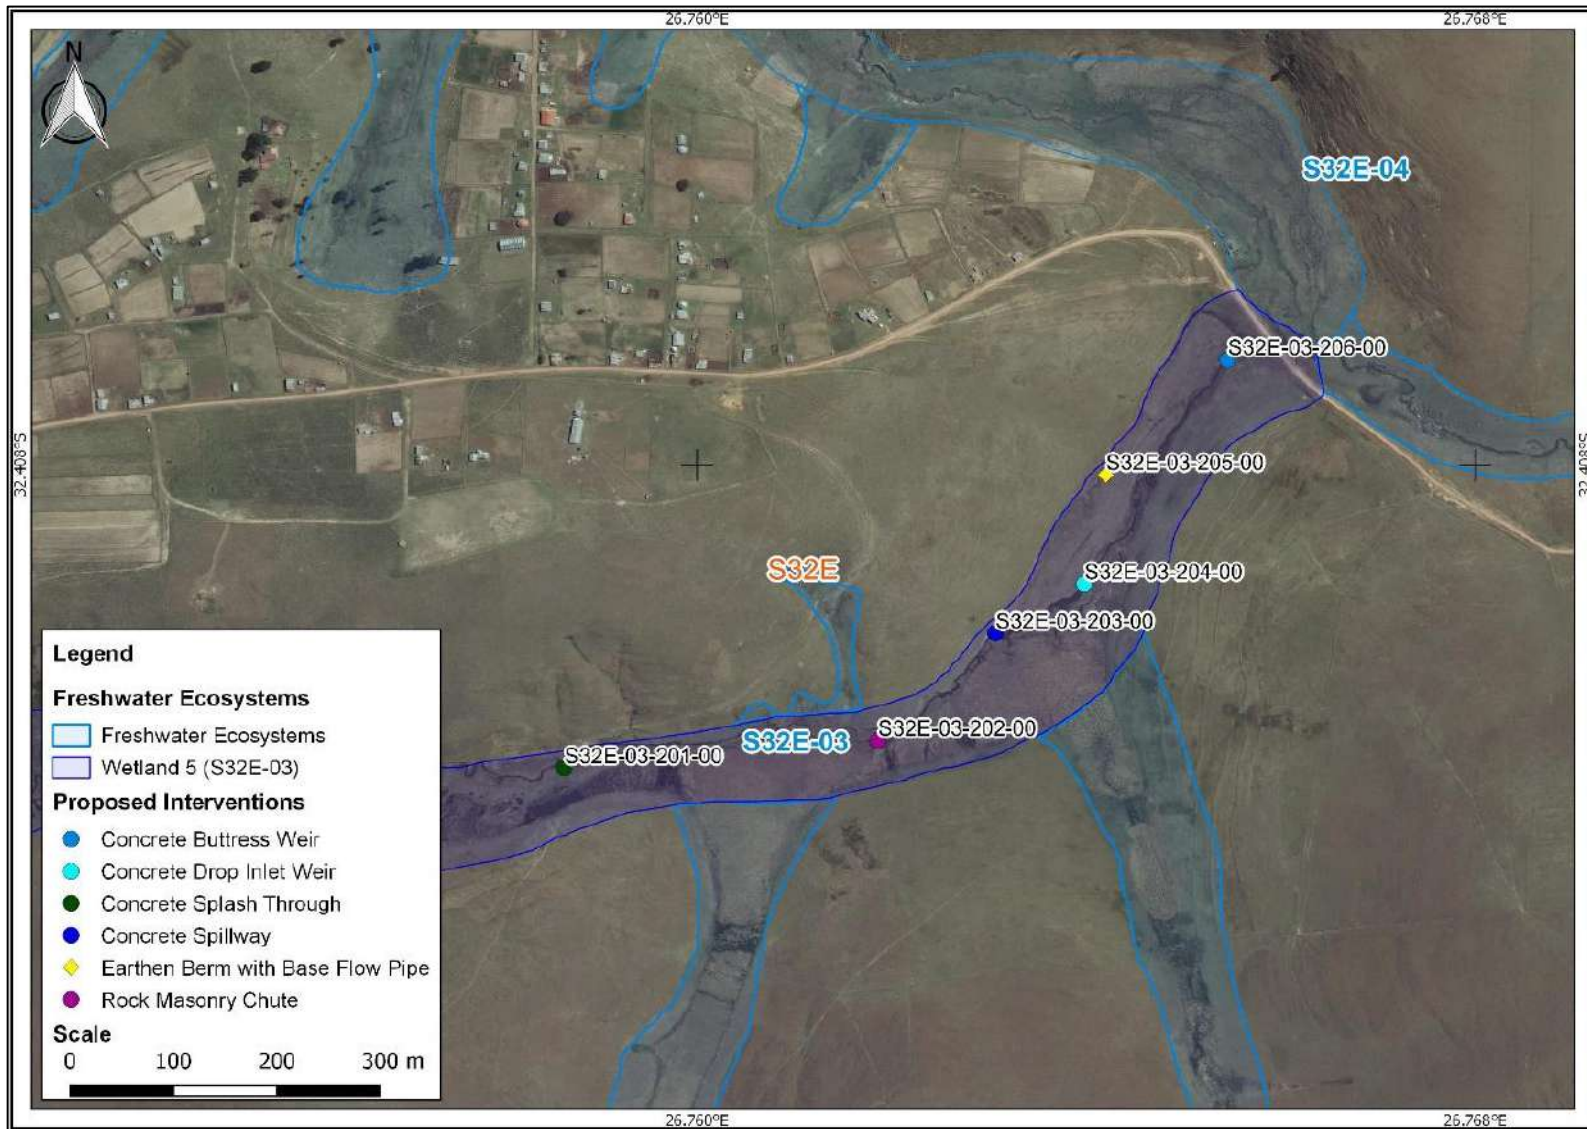 26.760°E
26.768°E
N
S32E-04
S32E-03-206-00
32.408°S
32.408°S
S32E-03-205-00
S32E
S32E-03-204-00
S32E-03-203-00
S32E-03-202-00
S32E-03
S32E-03-201-00
Legend
Freshwater Ecosystems
Freshwater Ecosystems
Wetland 5 (S32E-03)
Proposed Interventions
Concrete Buttress Weir
Concrete Drop Inlet Weir
Concrete Splash Through
Concrete Spillway
Earthen Berm with Base Flow Pipe
Rock Masonry Chute
Scale
0 100 200 300 m
26.760°E
26.768°E